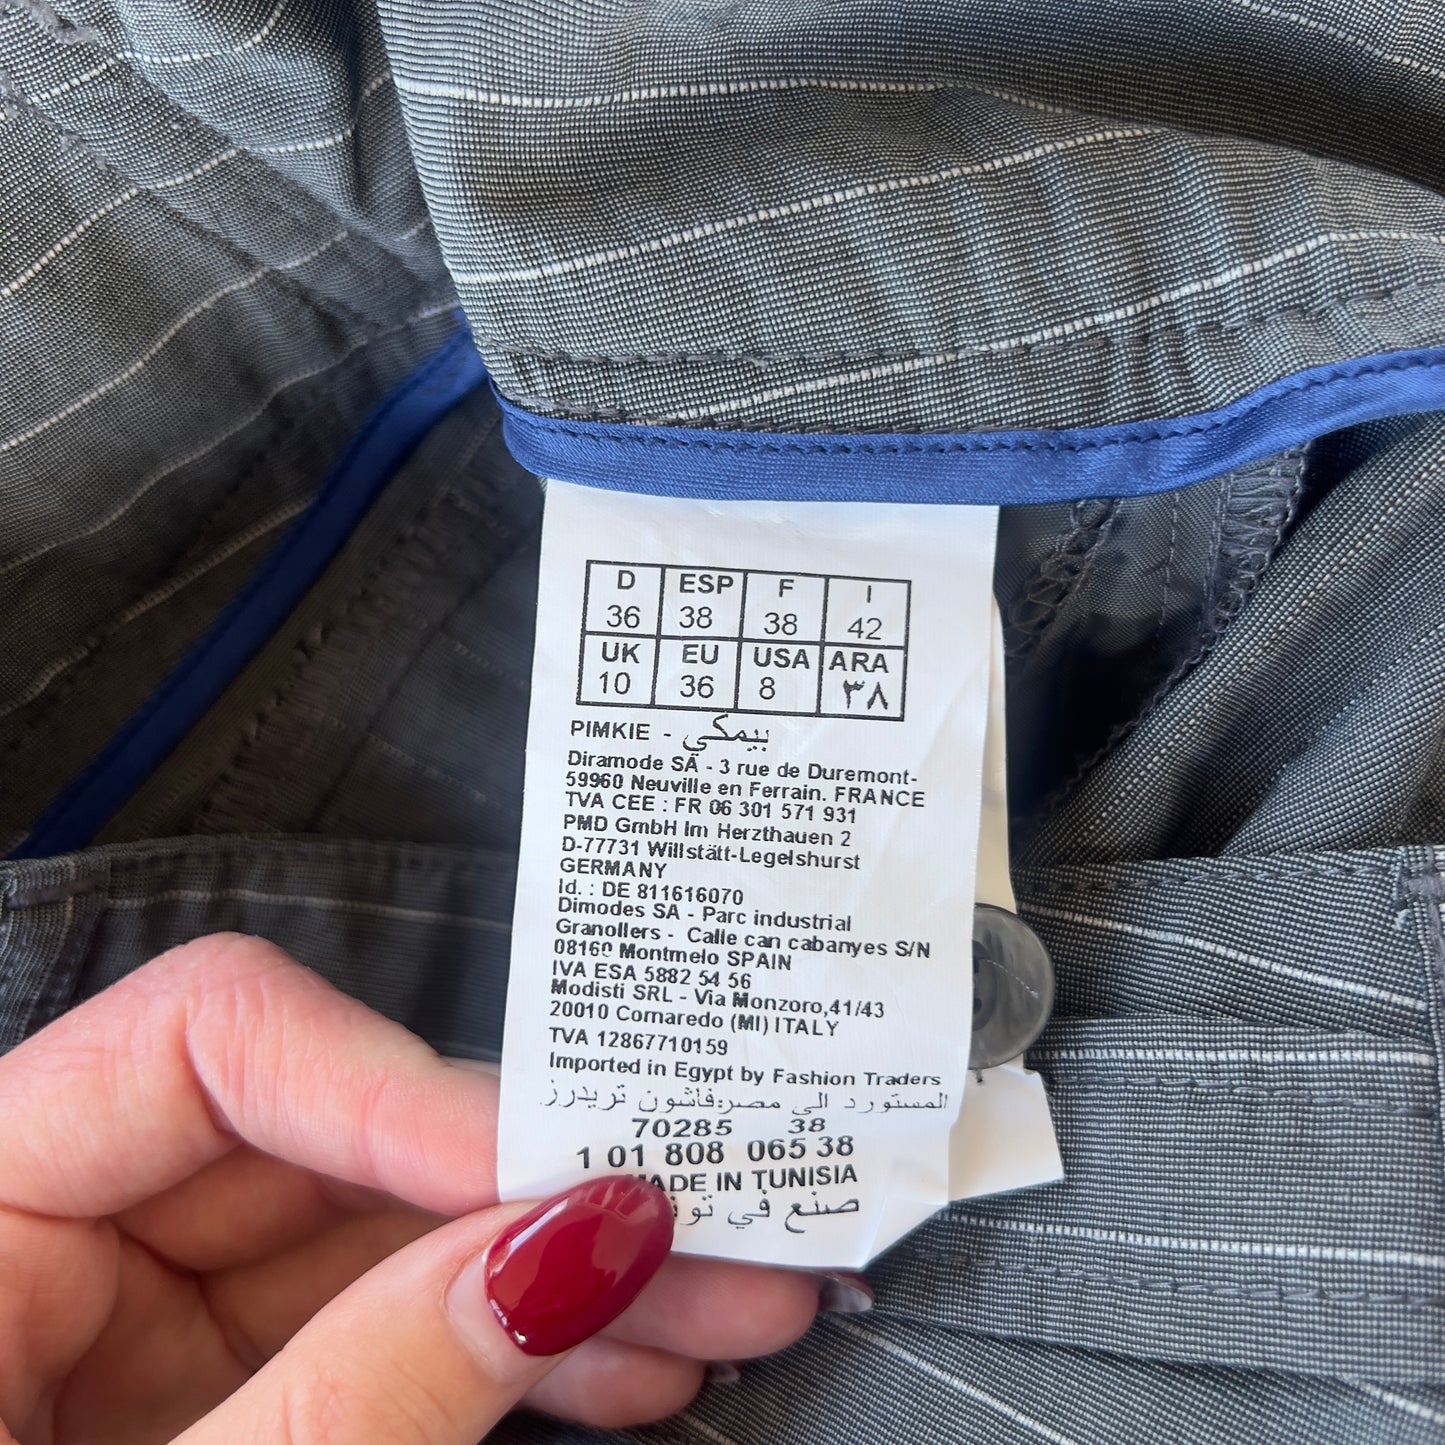 D ESP F I
36 38 38 42
UK EU USA ARA
10 36 8 ٣٨
PIMKIE - بيمكي
Diramode SA - 3 rue de Duremont-
59960 Neuville en Ferrain. FRANCE
TVA CEE : FR 06 301 571 931
PMD GmbH Im Herzthauen 2
D-77731 Willstätt-Legelshurst
GERMANY
Id. : DE 811616070
Dimodes SA - Parc industrial
Granollers - Calle can cabanyes S/N
08160 Montmelo SPAIN
IVA ESA 5882 54 56
Modisti SRL - Via Monzoro,41/43
20010 Cornaredo (MI) ITALY
TVA 12867710159
Imported in Egypt by Fashion Traders
المستورد الى مصر:فاشون تريدرز
70285 38
1 01 808 065 38
MADE IN TUNISIA
صنع في